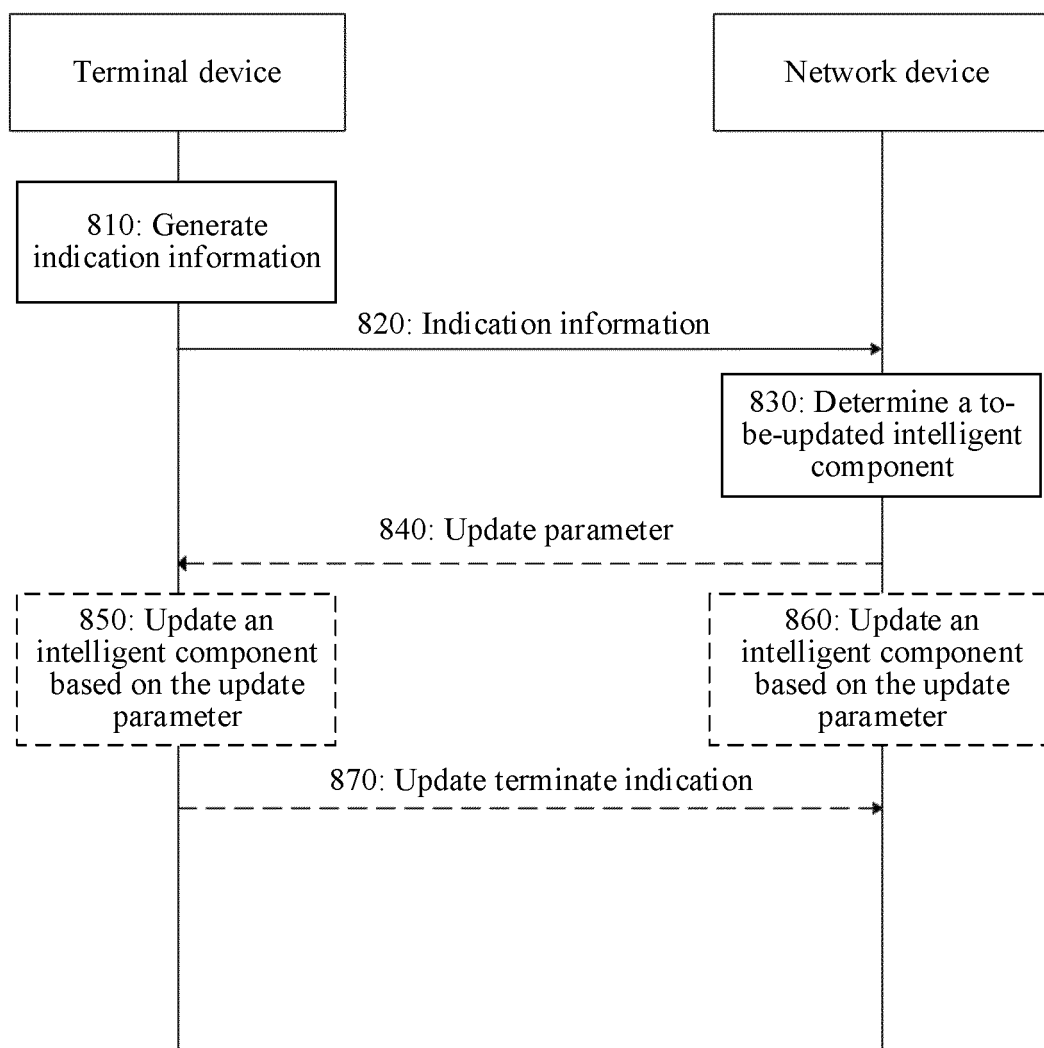 Terminal device
Network device
810: Generate
indication information
820: Indication information
830: Determine a to-
be-updated intelligent
component
840: Update parameter
850: Update an
intelligent component
based on the update
parameter
860: Update an
intelligent component
based on the update
parameter
870: Update terminate indication